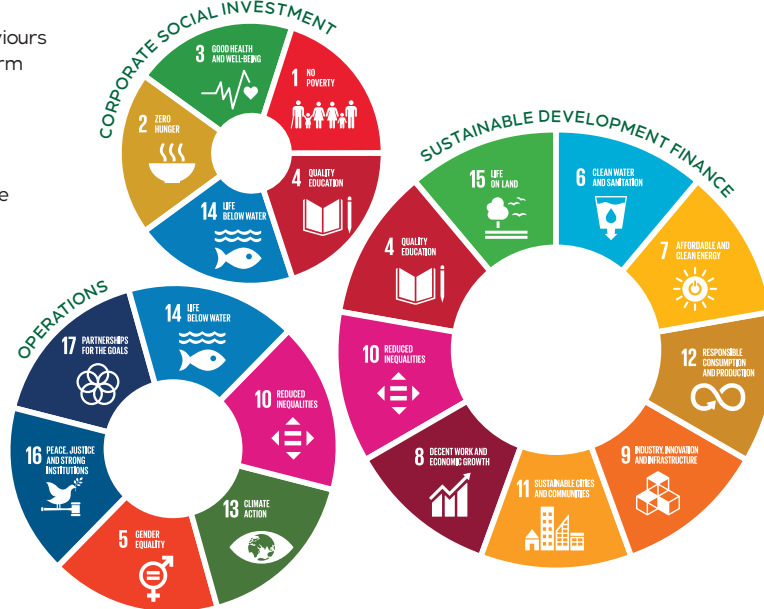 viours
rm
e
CORPORATE SOCIAL INVESTMENT
3 GOOD HEALTH
AND WELL-BEING
1 NO
POVERTY
2 ZERO
HUNGER
4 QUALITY
EDUCATION
14 LIFE
BELOW WATER
SUSTAINABLE DEVELOPMENT FINANCE
15 LIFE
ON LAND
6 CLEAN WATER
AND SANITATION
4 QUALITY
EDUCATION
7 AFFORDABLE AND
CLEAN ENERGY
10 REDUCED
INEQUALITIES
12 RESPONSIBLE
CONSUMPTION
AND PRODUCTION
8 DECENT WORK AND
ECONOMIC GROWTH
9 INDUSTRY, INNOVATION
AND INFRASTRUCTURE
11 SUSTAINABLE CITIES
AND COMMUNITIES
OPERATIONS
17 PARTNERSHIPS
FOR THE GOALS
14 LIFE
BELOW WATER
10 REDUCED
INEQUALITIES
16 PEACE, JUSTICE
AND STRONG
INSTITUTIONS
13 CLIMATE
ACTION
5 GENDER
EQUALITY